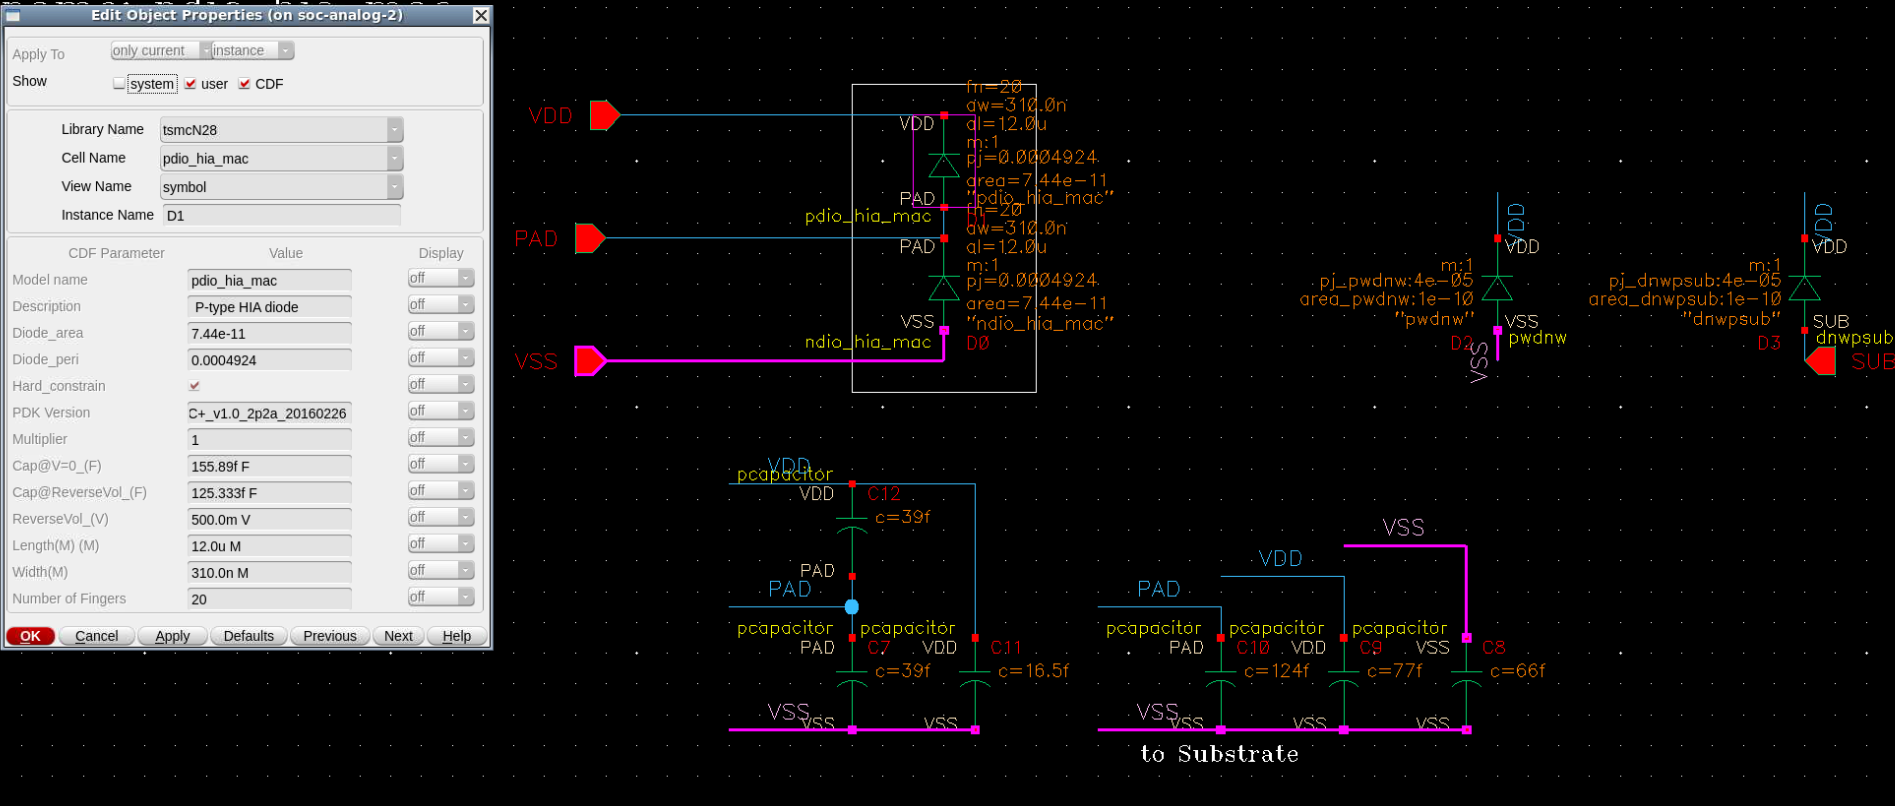 Edit Object Properties (on soc-analog-2)
Apply To only current instance
Show system user CDF
Library Name tsmcN28
Cell Name pdio_hia_mac
View Name symbol
Instance Name D1
CDF Parameter Value Display
Model name pdio_hia_mac off
Description P-type HIA diode off
Diode_area 7.44e-11 off
Diode_peri 0.0004924 off
Hard_constrain off
PDK Version C+_v1.0_2p2a_20160226 off
Multiplier 1 off
Cap@V=0_(F) 155.89f F off
Cap@ReverseVol_(F) 125.333f F off
ReverseVol_(V) 500.0m V off
Length(M) (M) 12.0u M off
Width(M) 310.0n M off
Number of Fingers 20 off
OK Cancel Apply Defaults Previous Next Help
VDD
PAD
VSS
fn=20
dw=310.0n
VDD
al=12.0u
m:1
pj=0.0004924
area=7.44e-11
PAD "pdio_hia_mac"
pdio_hia_mac
fn=20
dw=310.0n
PAD al=12.0u
m:1
pj=0.0004924
area=7.44e-11
VSS "ndio_hia_mac"
ndio_hia_mac D0
VDD
VDD
m:1
pj_pwdnw:4e-05
area_pwdnw:1e-10
"pwdnw"
VSS
D2 pwdnw
VSS
VDD
VDD
m:1
pj_dnwpsub:4e-05
area_dnwpsub:1e-10
"dnwpsub"
SUB
D3 dnwpsub
SUB
VDD
pcapacitor
VDD C12
c=39f
PAD
PAD
pcapacitor pcapacitor
PAD C7 VDD C11
c=39f c=16.5f
VSS
VSS VSS
VSS
VDD
PAD
pcapacitor pcapacitor pcapacitor
PAD C10 VDD C9 VSS C8
c=124f c=77f c=66f
VSS
VSS VSS VSS
to Substrate